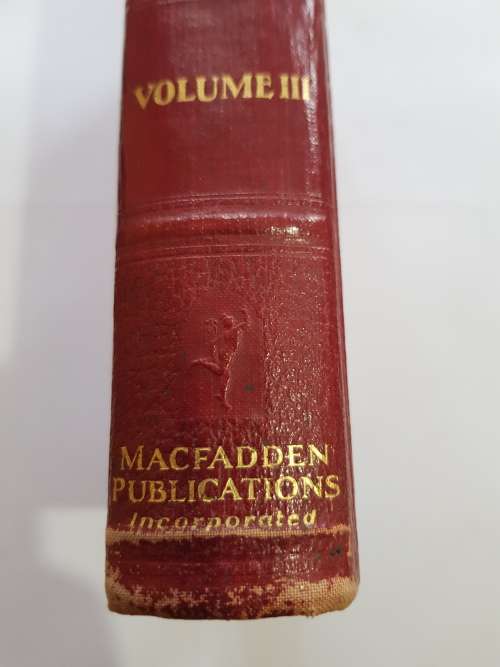 VOLUME III
MACFADDEN
PUBLICATIONS
Incorporated